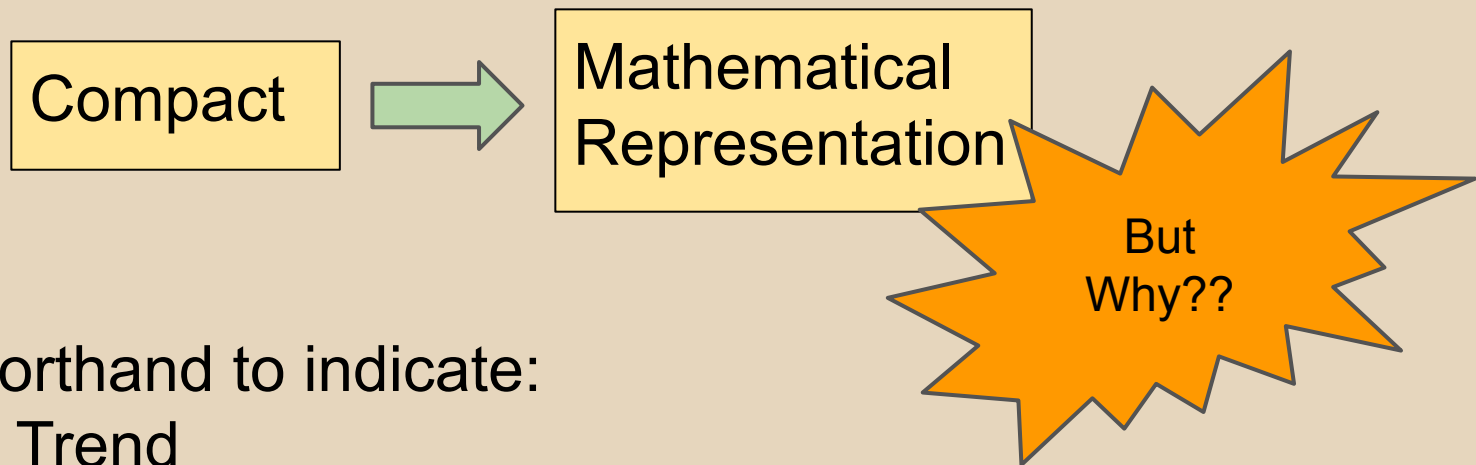 Compact
Mathematical
Representation
But
Why??
orthand to indicate:
Trend